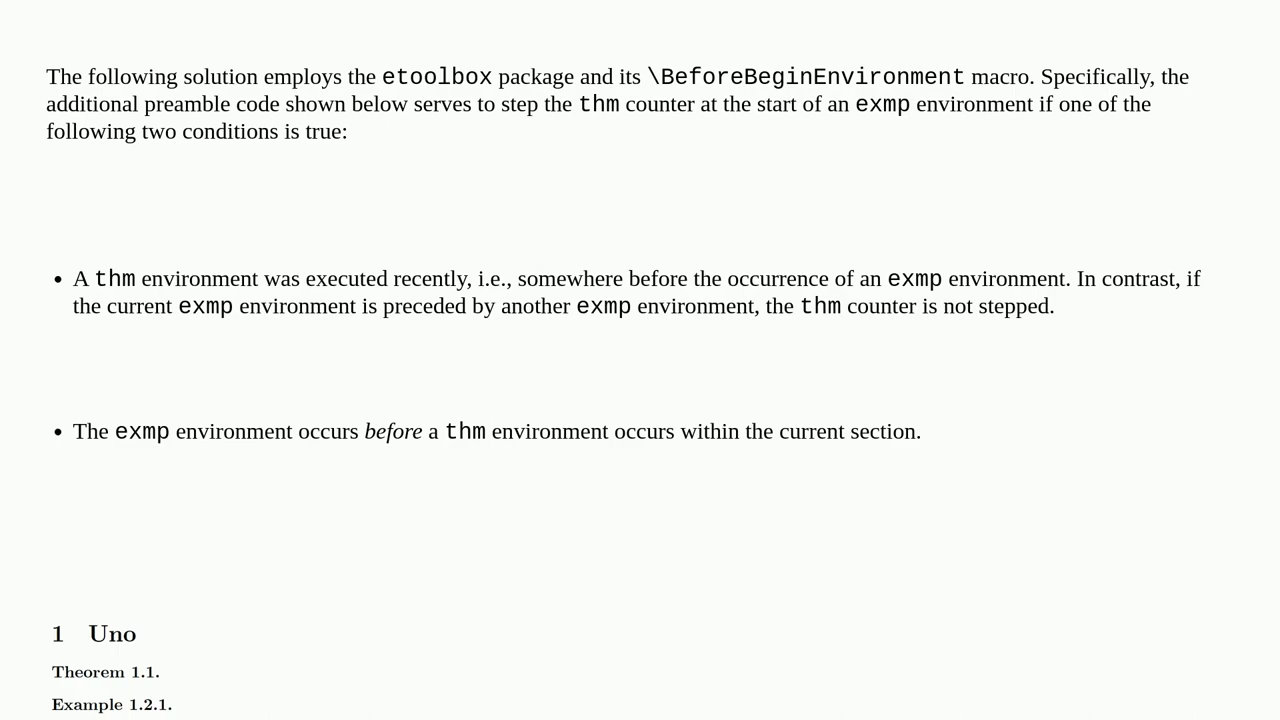 The following solution employs the etoolbox package and its \BeforeBeginEnvironment macro. Specifically, the
additional preamble code shown below serves to step the thm counter at the start of an exmp environment if one of the
following two conditions is true:
• A thm environment was executed recently, i.e., somewhere before the occurrence of an exmp environment. In contrast, if
the current exmp environment is preceded by another exmp environment, the thm counter is not stepped.
• The exmp environment occurs before a thm environment occurs within the current section.
1 Uno
Theorem 1.1.
Example 1.2.1.